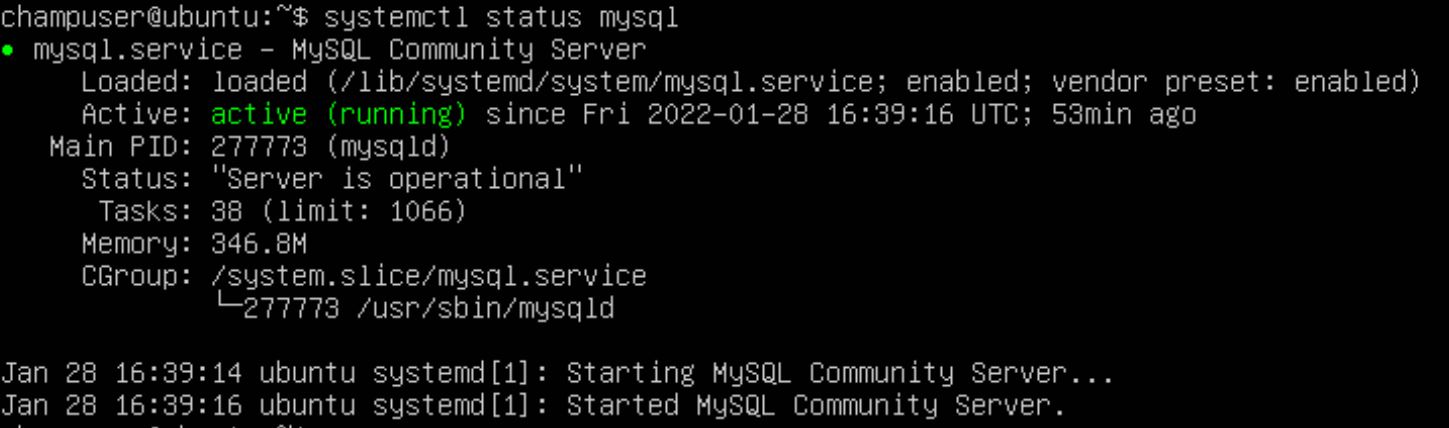 champuser@ubuntu:~$ systemctl status mysql
● mysql.service – MySQL Community Server
Loaded: loaded (/lib/systemd/system/mysql.service; enabled; vendor preset: enabled)
Active: active (running) since Fri 2022-01-28 16:39:16 UTC; 53min ago
Main PID: 277773 (mysqld)
Status: "Server is operational"
Tasks: 38 (limit: 1066)
Memory: 346.8M
CGroup: /system.slice/mysql.service
└─277773 /usr/sbin/mysqld
Jan 28 16:39:14 ubuntu systemd[1]: Starting MySQL Community Server...
Jan 28 16:39:16 ubuntu systemd[1]: Started MySQL Community Server.